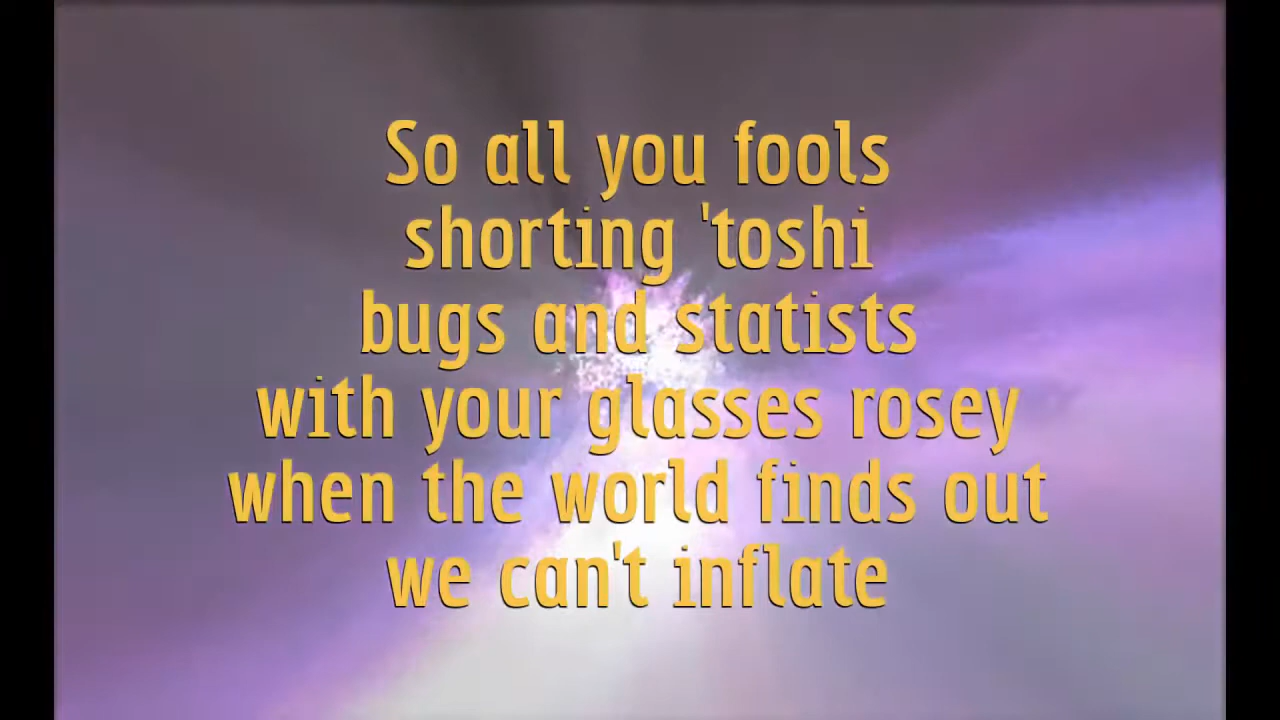 So all you fools
shorting 'toshi
bugs and statists
with your glasses rosey
when the world finds out
we can't inflate